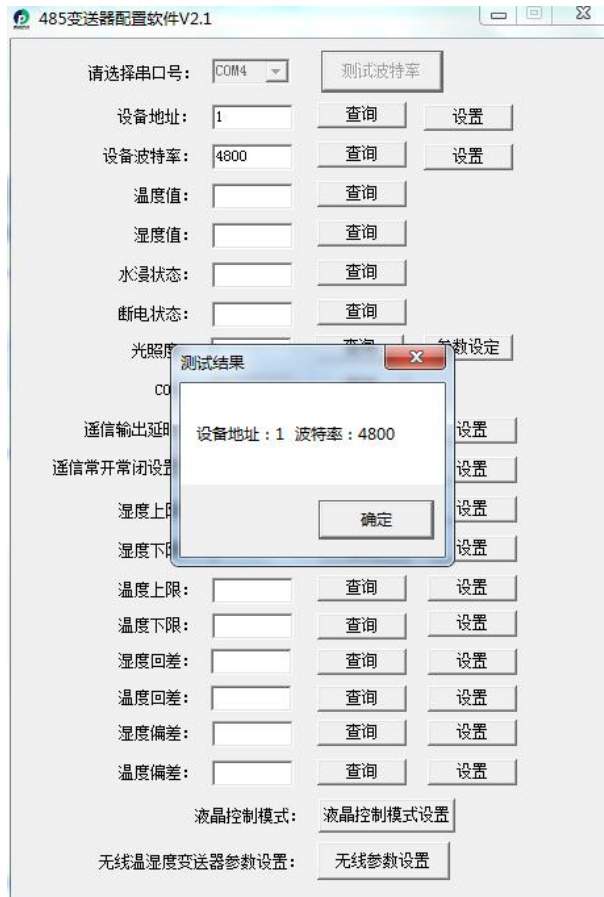 485变送器配置软件V2.1
请选择串口号: COM4 测试波特率
设备地址: 1 查询 设置
设备波特率: 4800 查询 设置
温度值: 查询
湿度值: 查询
水浸状态: 查询
断电状态: 查询
光照度 查询 参数设定
测试结果
CO
设备地址：1 波特率：4800
遥信输出延时 设置
遥信常开常闭设置 设置
湿度上限 设置
确定
湿度下限 设置
温度上限: 查询 设置
温度下限: 查询 设置
湿度回差: 查询 设置
温度回差: 查询 设置
湿度偏差: 查询 设置
温度偏差: 查询 设置
液晶控制模式: 液晶控制模式设置
无线温湿度变送器参数设置: 无线参数设置